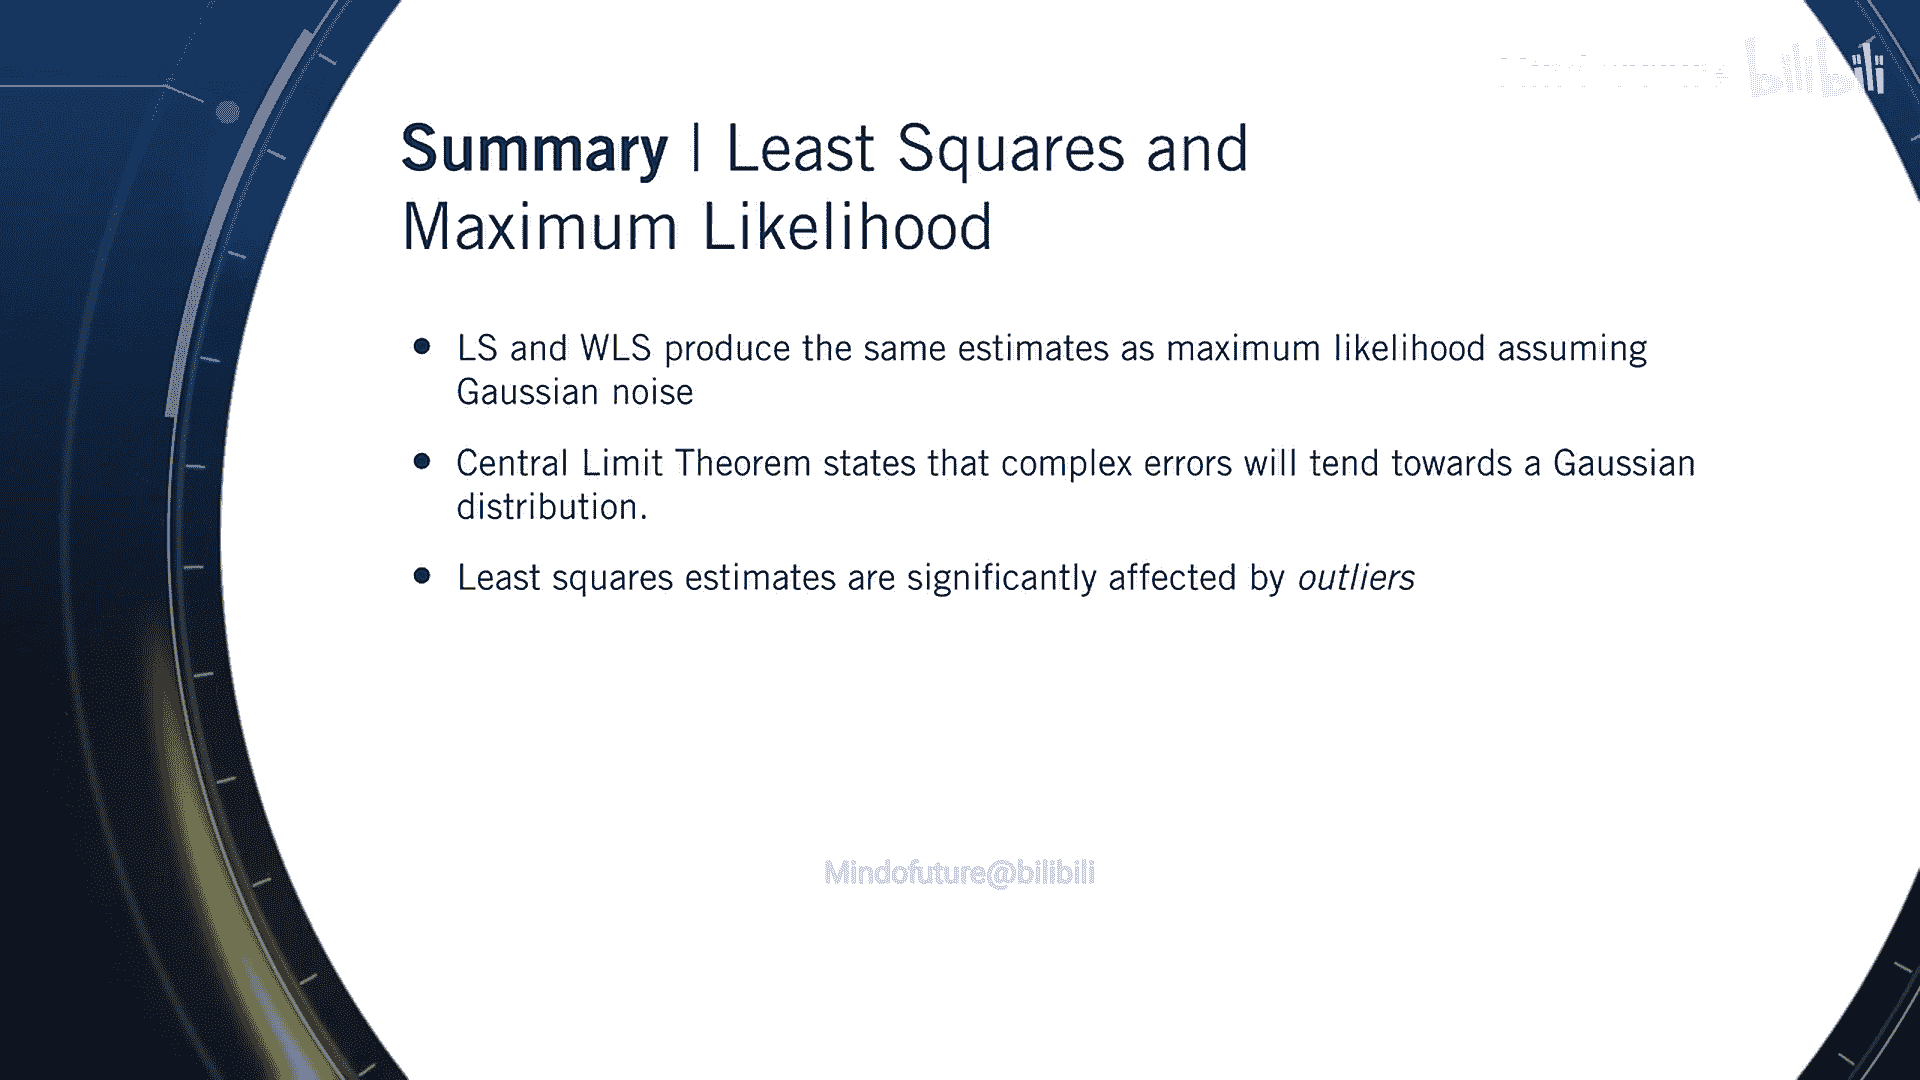 bilibili
Summary | Least Squares and
Maximum Likelihood
● LS and WLS produce the same estimates as maximum likelihood assuming
Gaussian noise
● Central Limit Theorem states that complex errors will tend towards a Gaussian
distribution.
● Least squares estimates are significantly affected by outliers
Mindofuture@bilibili